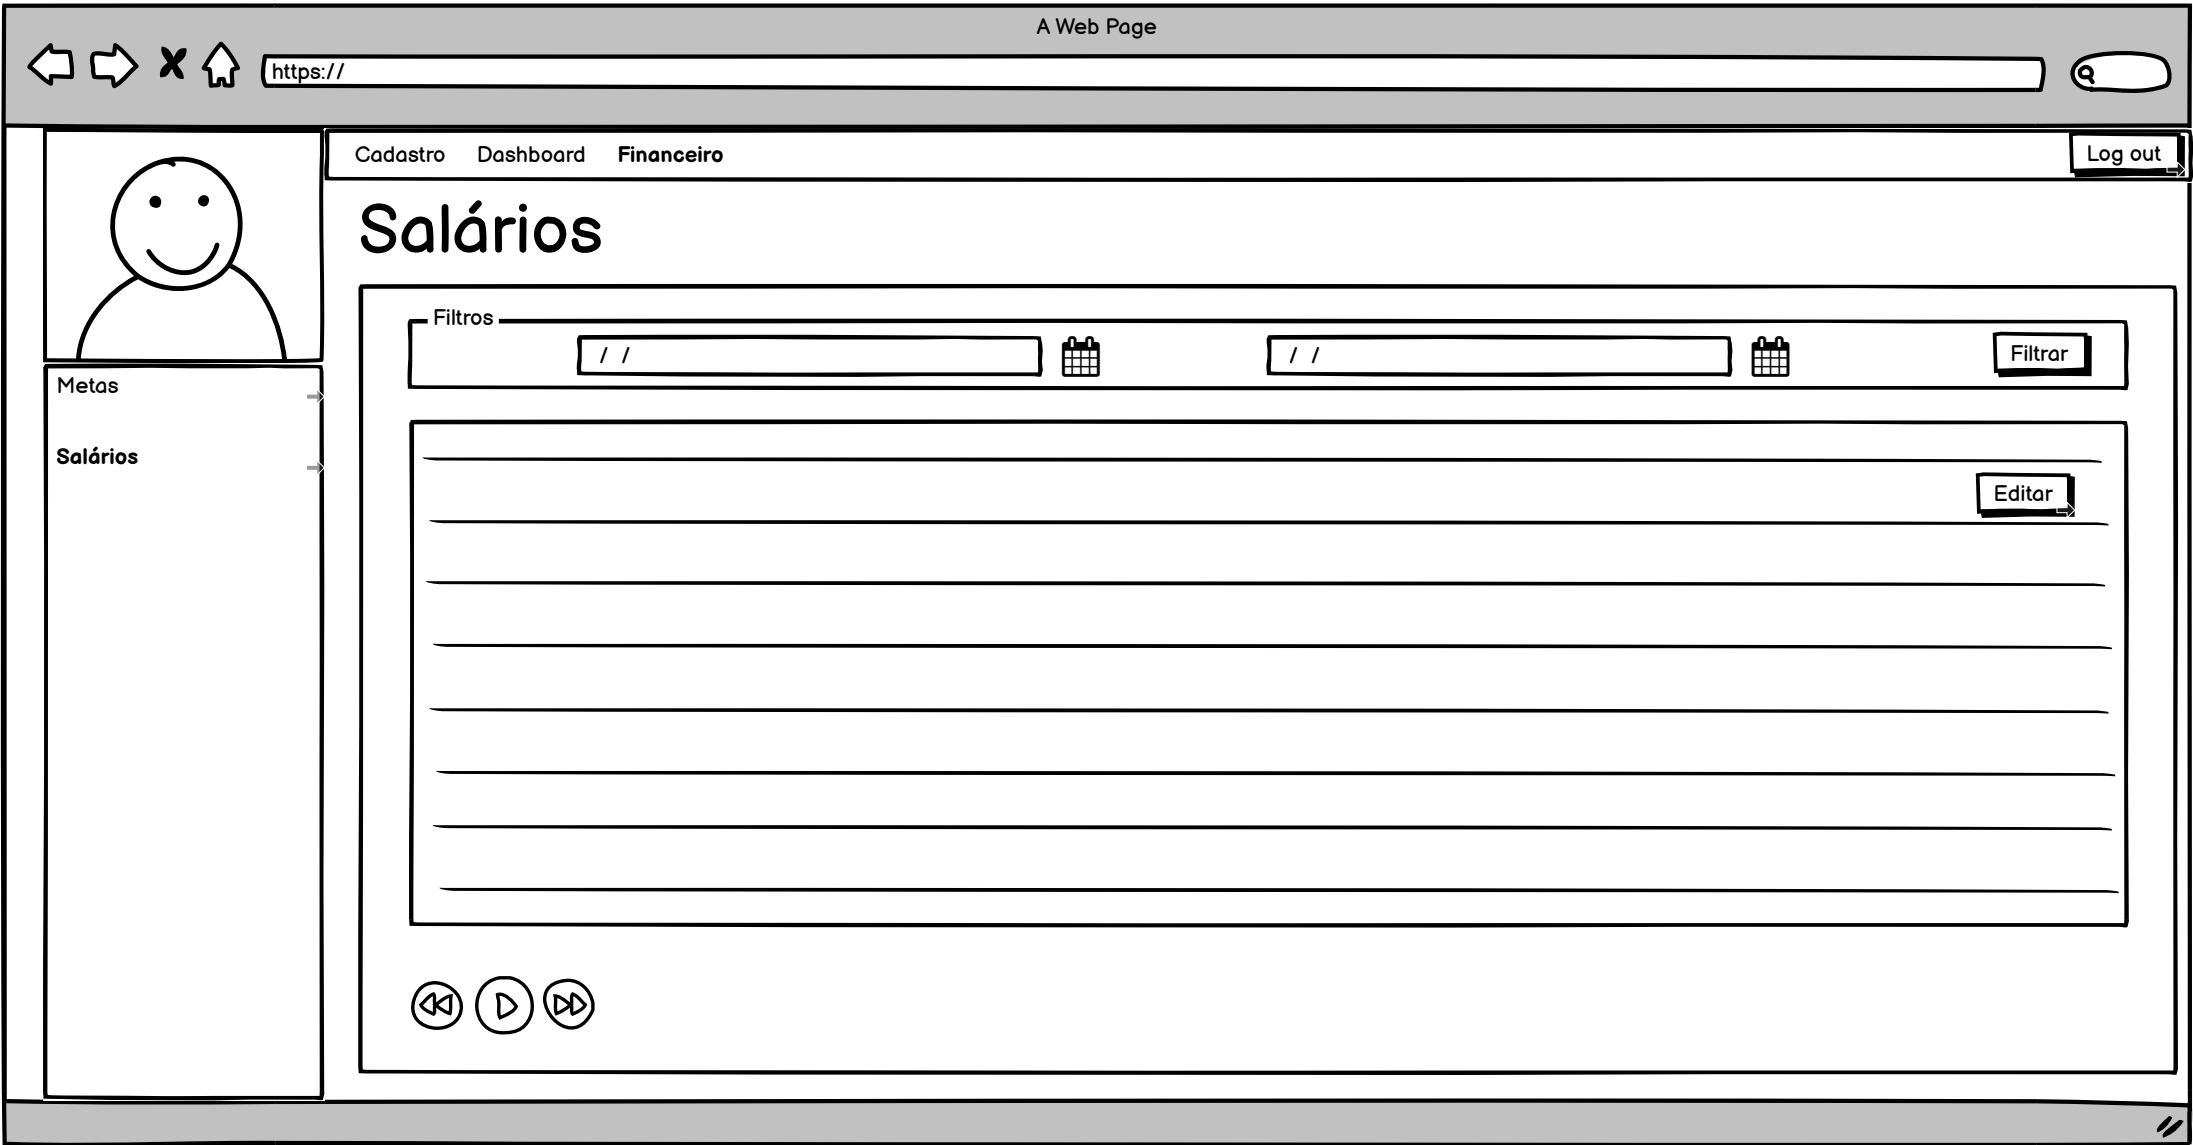 A Web Page
https://
Cadastro Dashboard Financeiro
Log out
Salários
Filtros
/ /
/ /
Filtrar
Metas
Salários
Editar